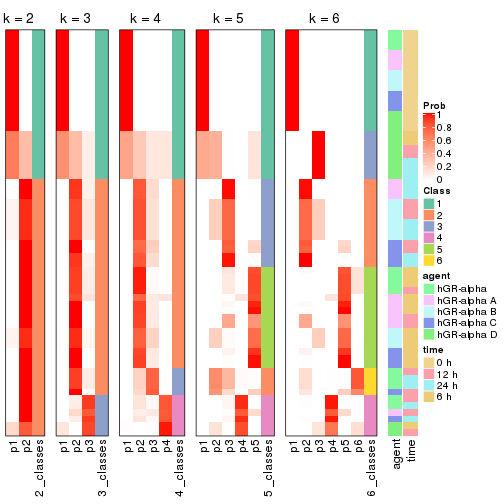 k = 2 k = 3 k = 4 k = 5 k = 6
Prob
1
0.8
0.6
0.4
0.2
0
Class
1
2
3
4
5
6
agent
hGR-alpha
hGR-alpha A
hGR-alpha B
hGR-alpha C
hGR-alpha D
time
0 h
12 h
24 h
6 h
p1 p2 2_classes p1 p2 p3 3_classes p1 p2 p3 p4 4_classes p1 p2 p3 p4 p5 5_classes p1 p2 p3 p4 p5 p6 6_classes agent time